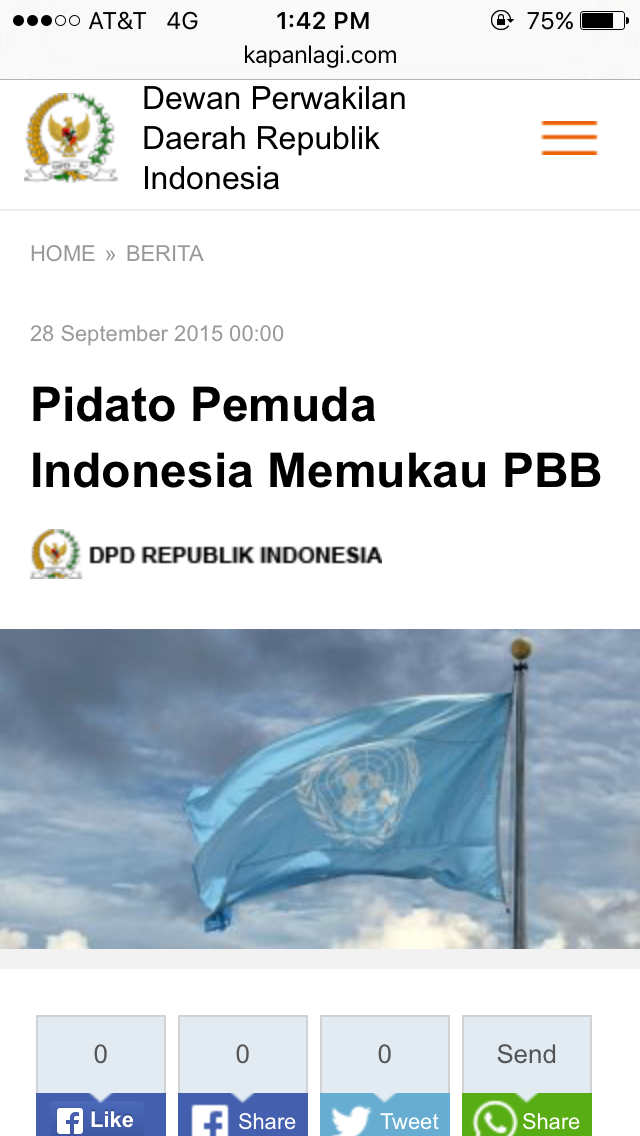 AT&T 4G 1:42 PM 75%
kapanlagi.com
Dewan Perwakilan
Daerah Republik
Indonesia
HOME » BERITA
28 September 2015 00:00
Pidato Pemuda
Indonesia Memukau PBB
DPD REPUBLIK INDONESIA
0 0 0 Send
Like Share Tweet Share